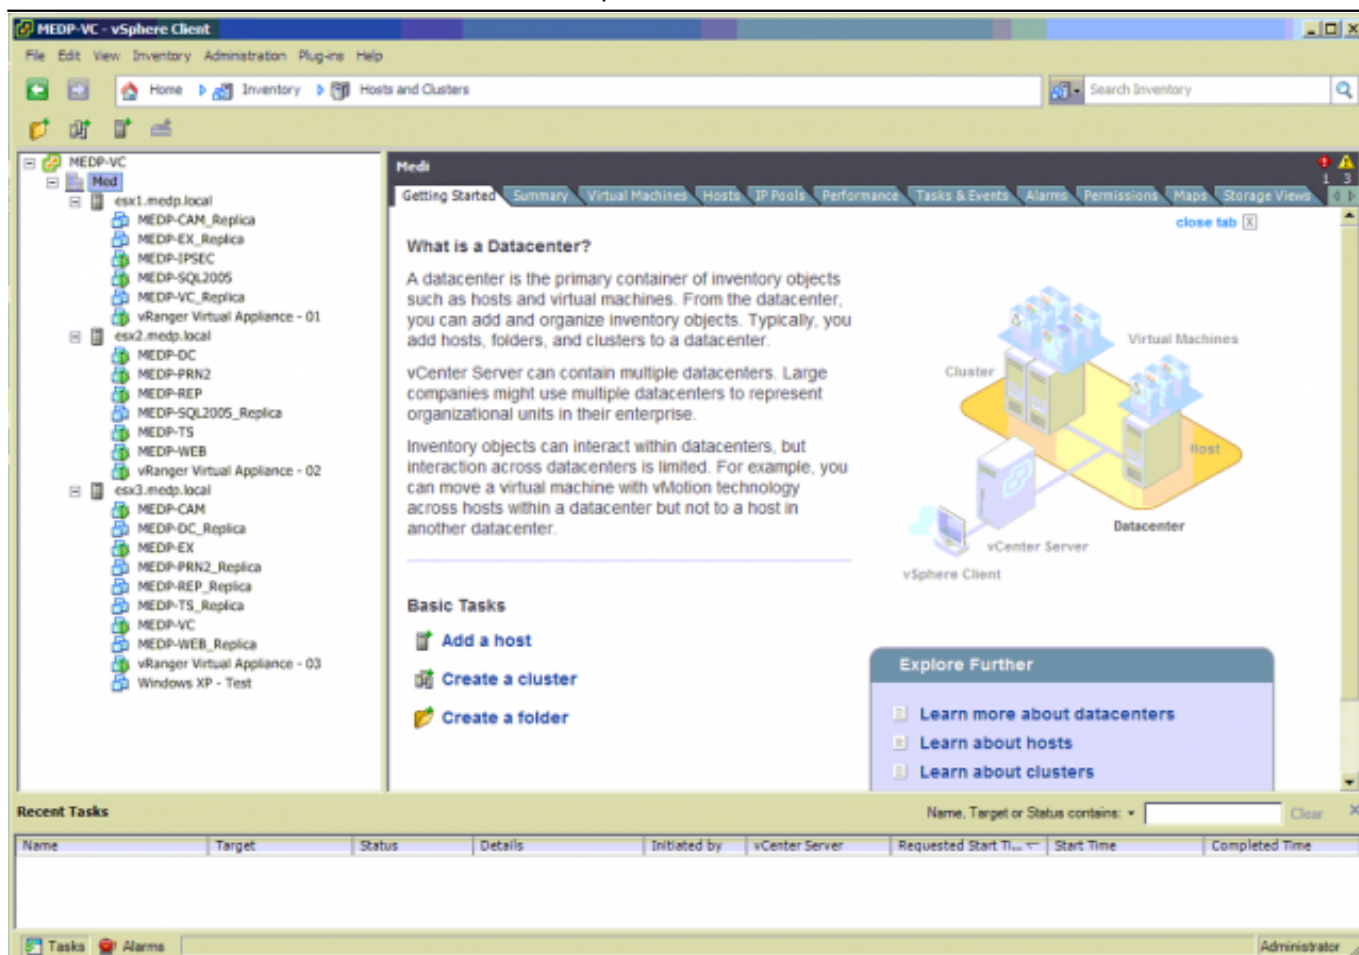 MEDP-VC - vSphere Client
File Edit View Inventory Administration Plug-ins Help
Home Inventory Hosts and Clusters Search Inventory
MEDP-VC
Med
esx1.medp.local
MEDP-CAM_Replica
MEDP-EX_Replica
MEDP-IPSEC
MEDP-SQL2005
MEDP-VC_Replica
vRanger Virtual Appliance - 01
esx2.medp.local
MEDP-DC
MEDP-PRN2
MEDP-REP
MEDP-SQL2005_Replica
MEDP-TS
MEDP-WEB
vRanger Virtual Appliance - 02
esx3.medp.local
MEDP-CAM
MEDP-DC_Replica
MEDP-EX
MEDP-PRN2_Replica
MEDP-REP_Replica
MEDP-TS_Replica
MEDP-VC
MEDP-WEB_Replica
vRanger Virtual Appliance - 03
Windows XP - Test
Medi
1 3
Getting Started Summary Virtual Machines Hosts IP Pools Performance Tasks & Events Alarms Permissions Maps Storage Views
close tab X
What is a Datacenter?
A datacenter is the primary container of inventory objects
such as hosts and virtual machines. From the datacenter,
you can add and organize inventory objects. Typically, you
add hosts, folders, and clusters to a datacenter.
vCenter Server can contain multiple datacenters. Large
companies might use multiple datacenters to represent
organizational units in their enterprise.
Inventory objects can interact within datacenters, but
interaction across datacenters is limited. For example, you
can move a virtual machine with vMotion technology
across hosts within a datacenter but not to a host in
another datacenter.
Virtual Machines
Cluster
Host
Datacenter
vCenter Server
vSphere Client
Basic Tasks
Add a host
Create a cluster
Create a folder
Explore Further
Learn more about datacenters
Learn about hosts
Learn about clusters
Recent Tasks Name, Target or Status contains: Clear
Name Target Status Details Initiated by vCenter Server Requested Start Ti... Start Time Completed Time
Tasks Alarms Administrator